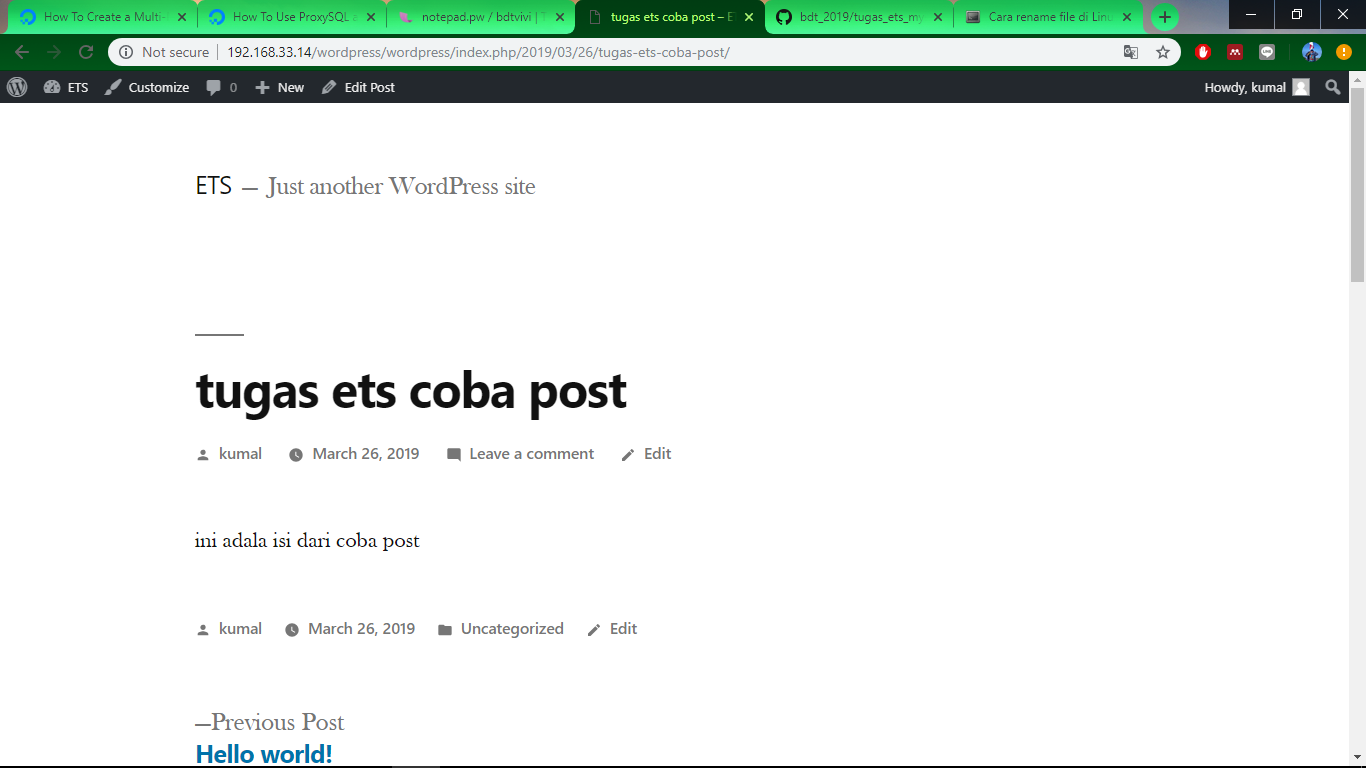 How To Create a Multi-
How To Use ProxySQL a
notepad.pw / bdtvivi | T
tugas ets coba post – E
bdt_2019/tugas_ets_my
Cara rename file di Linu
Not secure 192.168.33.14/wordpress/wordpress/index.php/2019/03/26/tugas-ets-coba-post/
ETS Customize 0 New Edit Post Howdy, kumal
ETS — Just another WordPress site
tugas ets coba post
kumal March 26, 2019 Leave a comment Edit
ini adala isi dari coba post
kumal March 26, 2019 Uncategorized Edit
—Previous Post
Hello world!